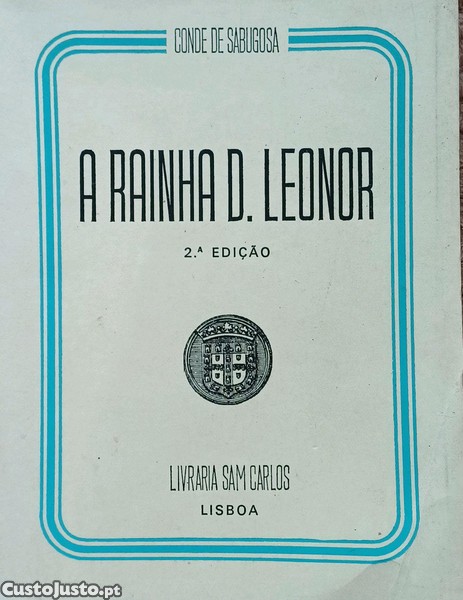 CONDE DE SABUGOSA
A RAINHA D. LEONOR
2.ª EDIÇÃO
LIVRARIA SAM CARLOS
LISBOA
CustoJusto.pt